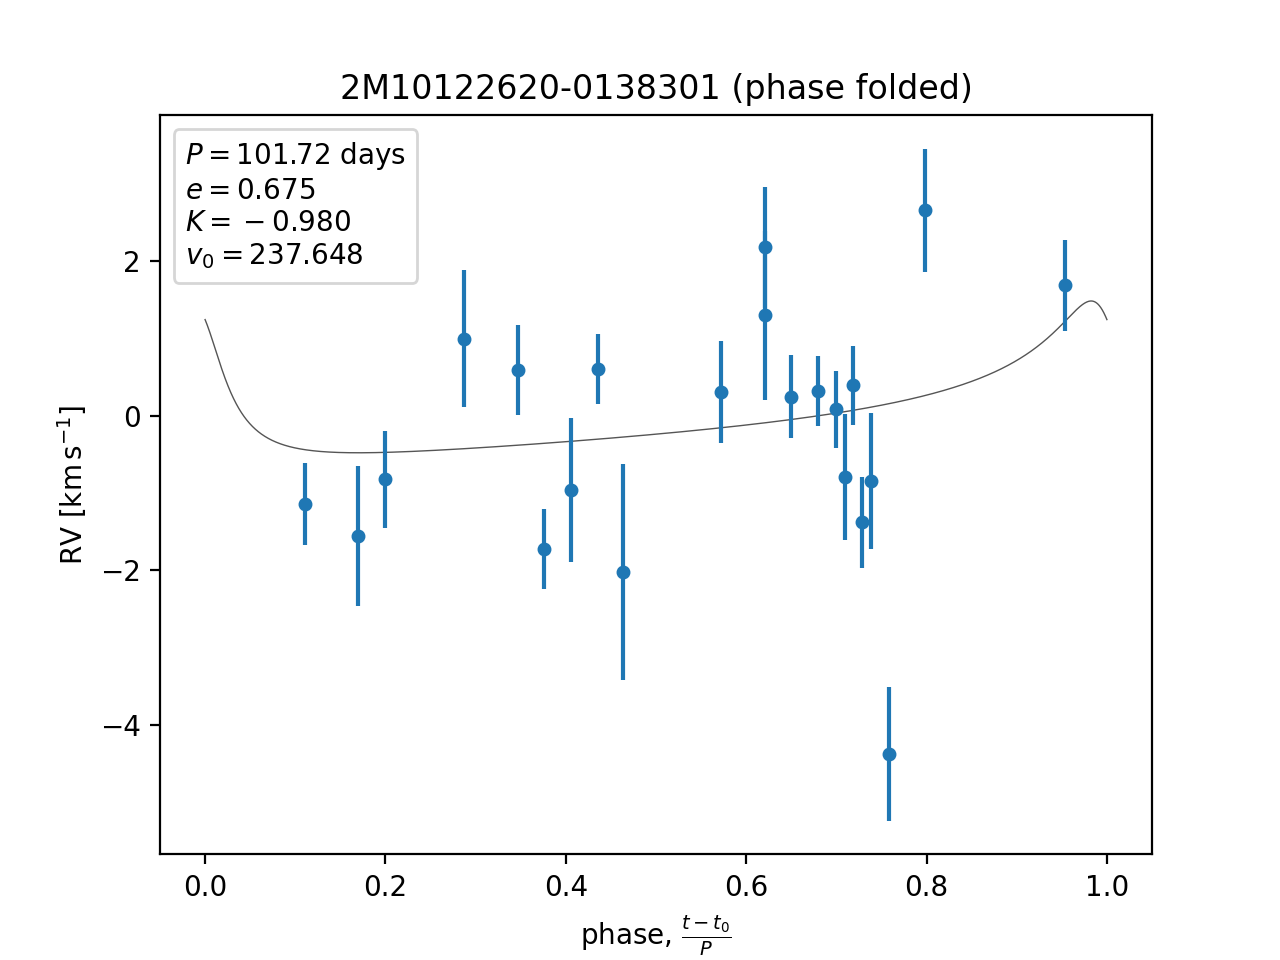 2M10122620-0138301 (phase folded)
P = 101.72 days
e = 0.675
K = −0.980
v₀ = 237.648
2
0
−2
−4
RV [km s⁻¹]
0.0 0.2 0.4 0.6 0.8 1.0
phase, (t − t₀)/P